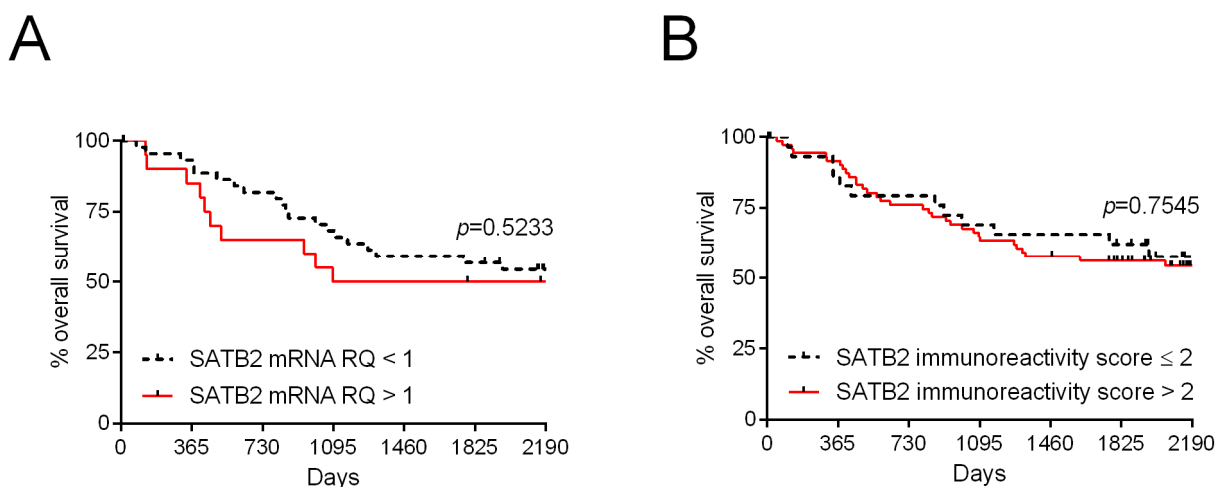 A
B
100
75
50
25
0
% overall survival
p=0.5233
SATB2 mRNA RQ < 1
SATB2 mRNA RQ > 1
0 365 730 1095 1460 1825 2190
Days
100
75
50
25
0
% overall survival
p=0.7545
SATB2 immunoreactivity score ≤ 2
SATB2 immunoreactivity score > 2
0 365 730 1095 1460 1825 2190
Days